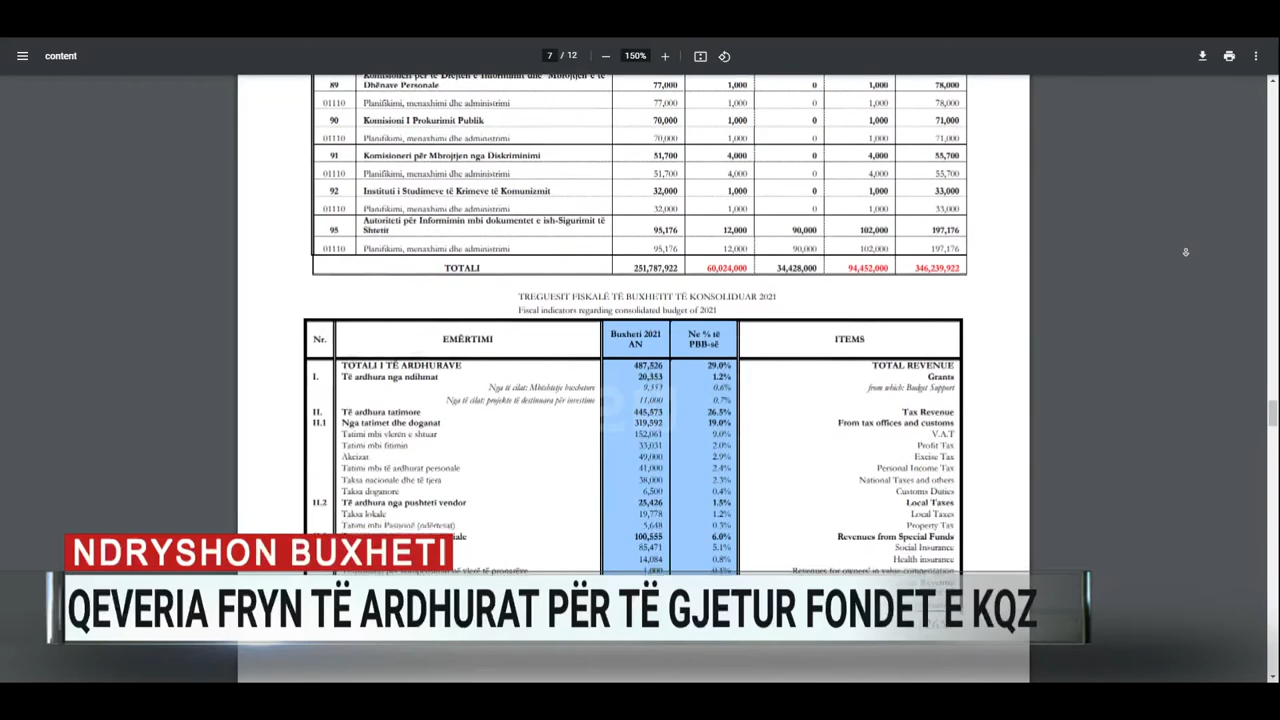 content
7 / 12
150%
89 Komisioneri për të Drejtën e Informimit dhe Mbrojtjen e të Dhënave Personale 77,000 1,000 0 1,000 78,000
01110 Planifikimi, menaxhimi dhe administrimi 77,000 1,000 0 1,000 78,000
90 Komisioni I Prokurimit Publik 70,000 1,000 0 1,000 71,000
01110 Planifikimi, menaxhimi dhe administrimi 70,000 1,000 0 1,000 71,000
91 Komisioneri për Mbrojtjen nga Diskriminimi 51,700 4,000 0 4,000 55,700
01110 Planifikimi, menaxhimi dhe administrimi 51,700 4,000 0 4,000 55,700
92 Instituti i Studimeve të Krimeve të Komunizmit 32,000 1,000 0 1,000 33,000
01110 Planifikimi, menaxhimi dhe administrimi 32,000 1,000 0 1,000 33,000
Autoriteti për Informimin mbi dokumentet e ish-Sigurimit të
95 Shtetit 95,176 12,000 90,000 102,000 197,176
01110 Planifikimi, menaxhimi dhe administrimi 95,176 12,000 90,000 102,000 197,176
TOTALI 251,787,922 60,024,000 34,428,000 94,452,000 346,239,922
TREGUESIT FISKALË TË BUXHETIT TË KONSOLIDUAR 2021
Fiscal indicators regarding consolidated budget of 2021
Nr. EMËRTIMI Buxheti 2021 AN Ne % të PBB-së ITEMS
TOTALI I TË ARDHURAVE 487,526 29.0% TOTAL REVENUE
I. Të ardhura nga ndihmat 20,353 1.2% Grants
Nga të cilat: Mbështetje buxhetore 9,353 0.6% from which: Budget Support
Nga të cilat: projekte të destinuara për investime 11,000 0.7%
II. Të ardhura tatimore 445,573 26.5% Tax Revenue
II.1 Nga tatimet dhe doganat 319,592 19.0% From tax offices and customs
Tatimi mbi vlerën e shtuar 152,061 9.0% V.A.T
Tatimi mbi fitimin 33,031 2.0% Profit Tax
Akcizat 49,000 2.9% Excise Tax
Tatimi mbi të ardhurat personale 41,000 2.4% Personal Income Tax
Taksa nacionale dhe të tjera 38,000 2.3% National Taxes and others
Taksa doganore 6,500 0.4% Customs Duties
II.2 Të ardhura nga pushteti vendor 25,426 1.5% Local Taxes
Taksa lokale 19,778 1.2% Local Taxes
Tatimi mbi Pasurinë (ndërtesat) 5,648 0.3% Property Tax
100,555 6.0% Revenues from Special Funds
85,471 5.1% Social Insurance
14,084 0.8% Health insurance
1,000 0.1% Revenues for owners' in value compensation
NDRYSHON BUXHETI
QEVERIA FRYN TË ARDHURAT PËR TË GJETUR FONDET E KQZ